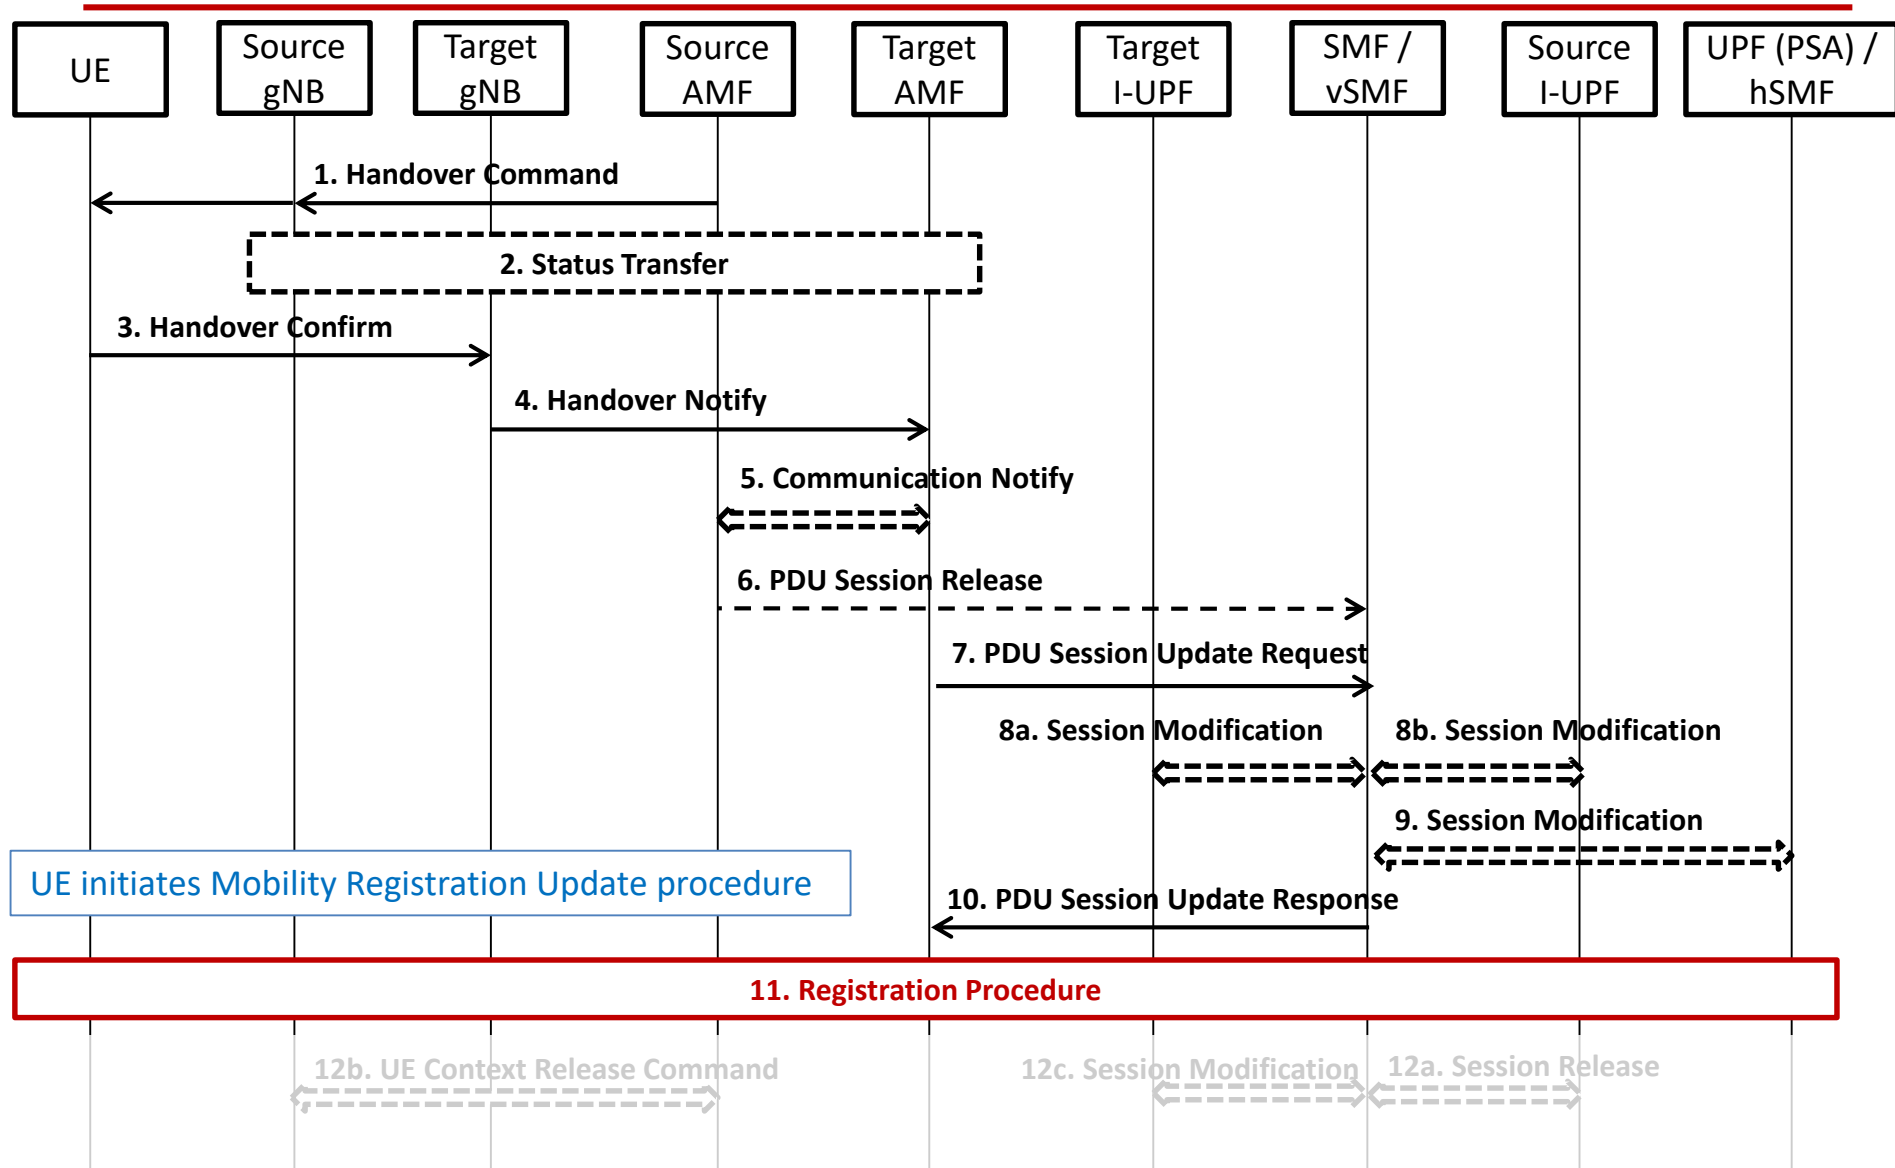 UE
Source
gNB
Target
gNB
Source
AMF
Target
AMF
Target
I-UPF
SMF /
vSMF
Source
I-UPF
UPF (PSA) /
hSMF
1. Handover Command
2. Status Transfer
3. Handover Confirm
4. Handover Notify
5. Communication Notify
6. PDU Session Release
7. PDU Session Update Request
8a. Session Modification
8b. Session Modification
9. Session Modification
UE initiates Mobility Registration Update procedure
10. PDU Session Update Response
11. Registration Procedure
12b. UE Context Release Command
12c. Session Modification
12a. Session Release